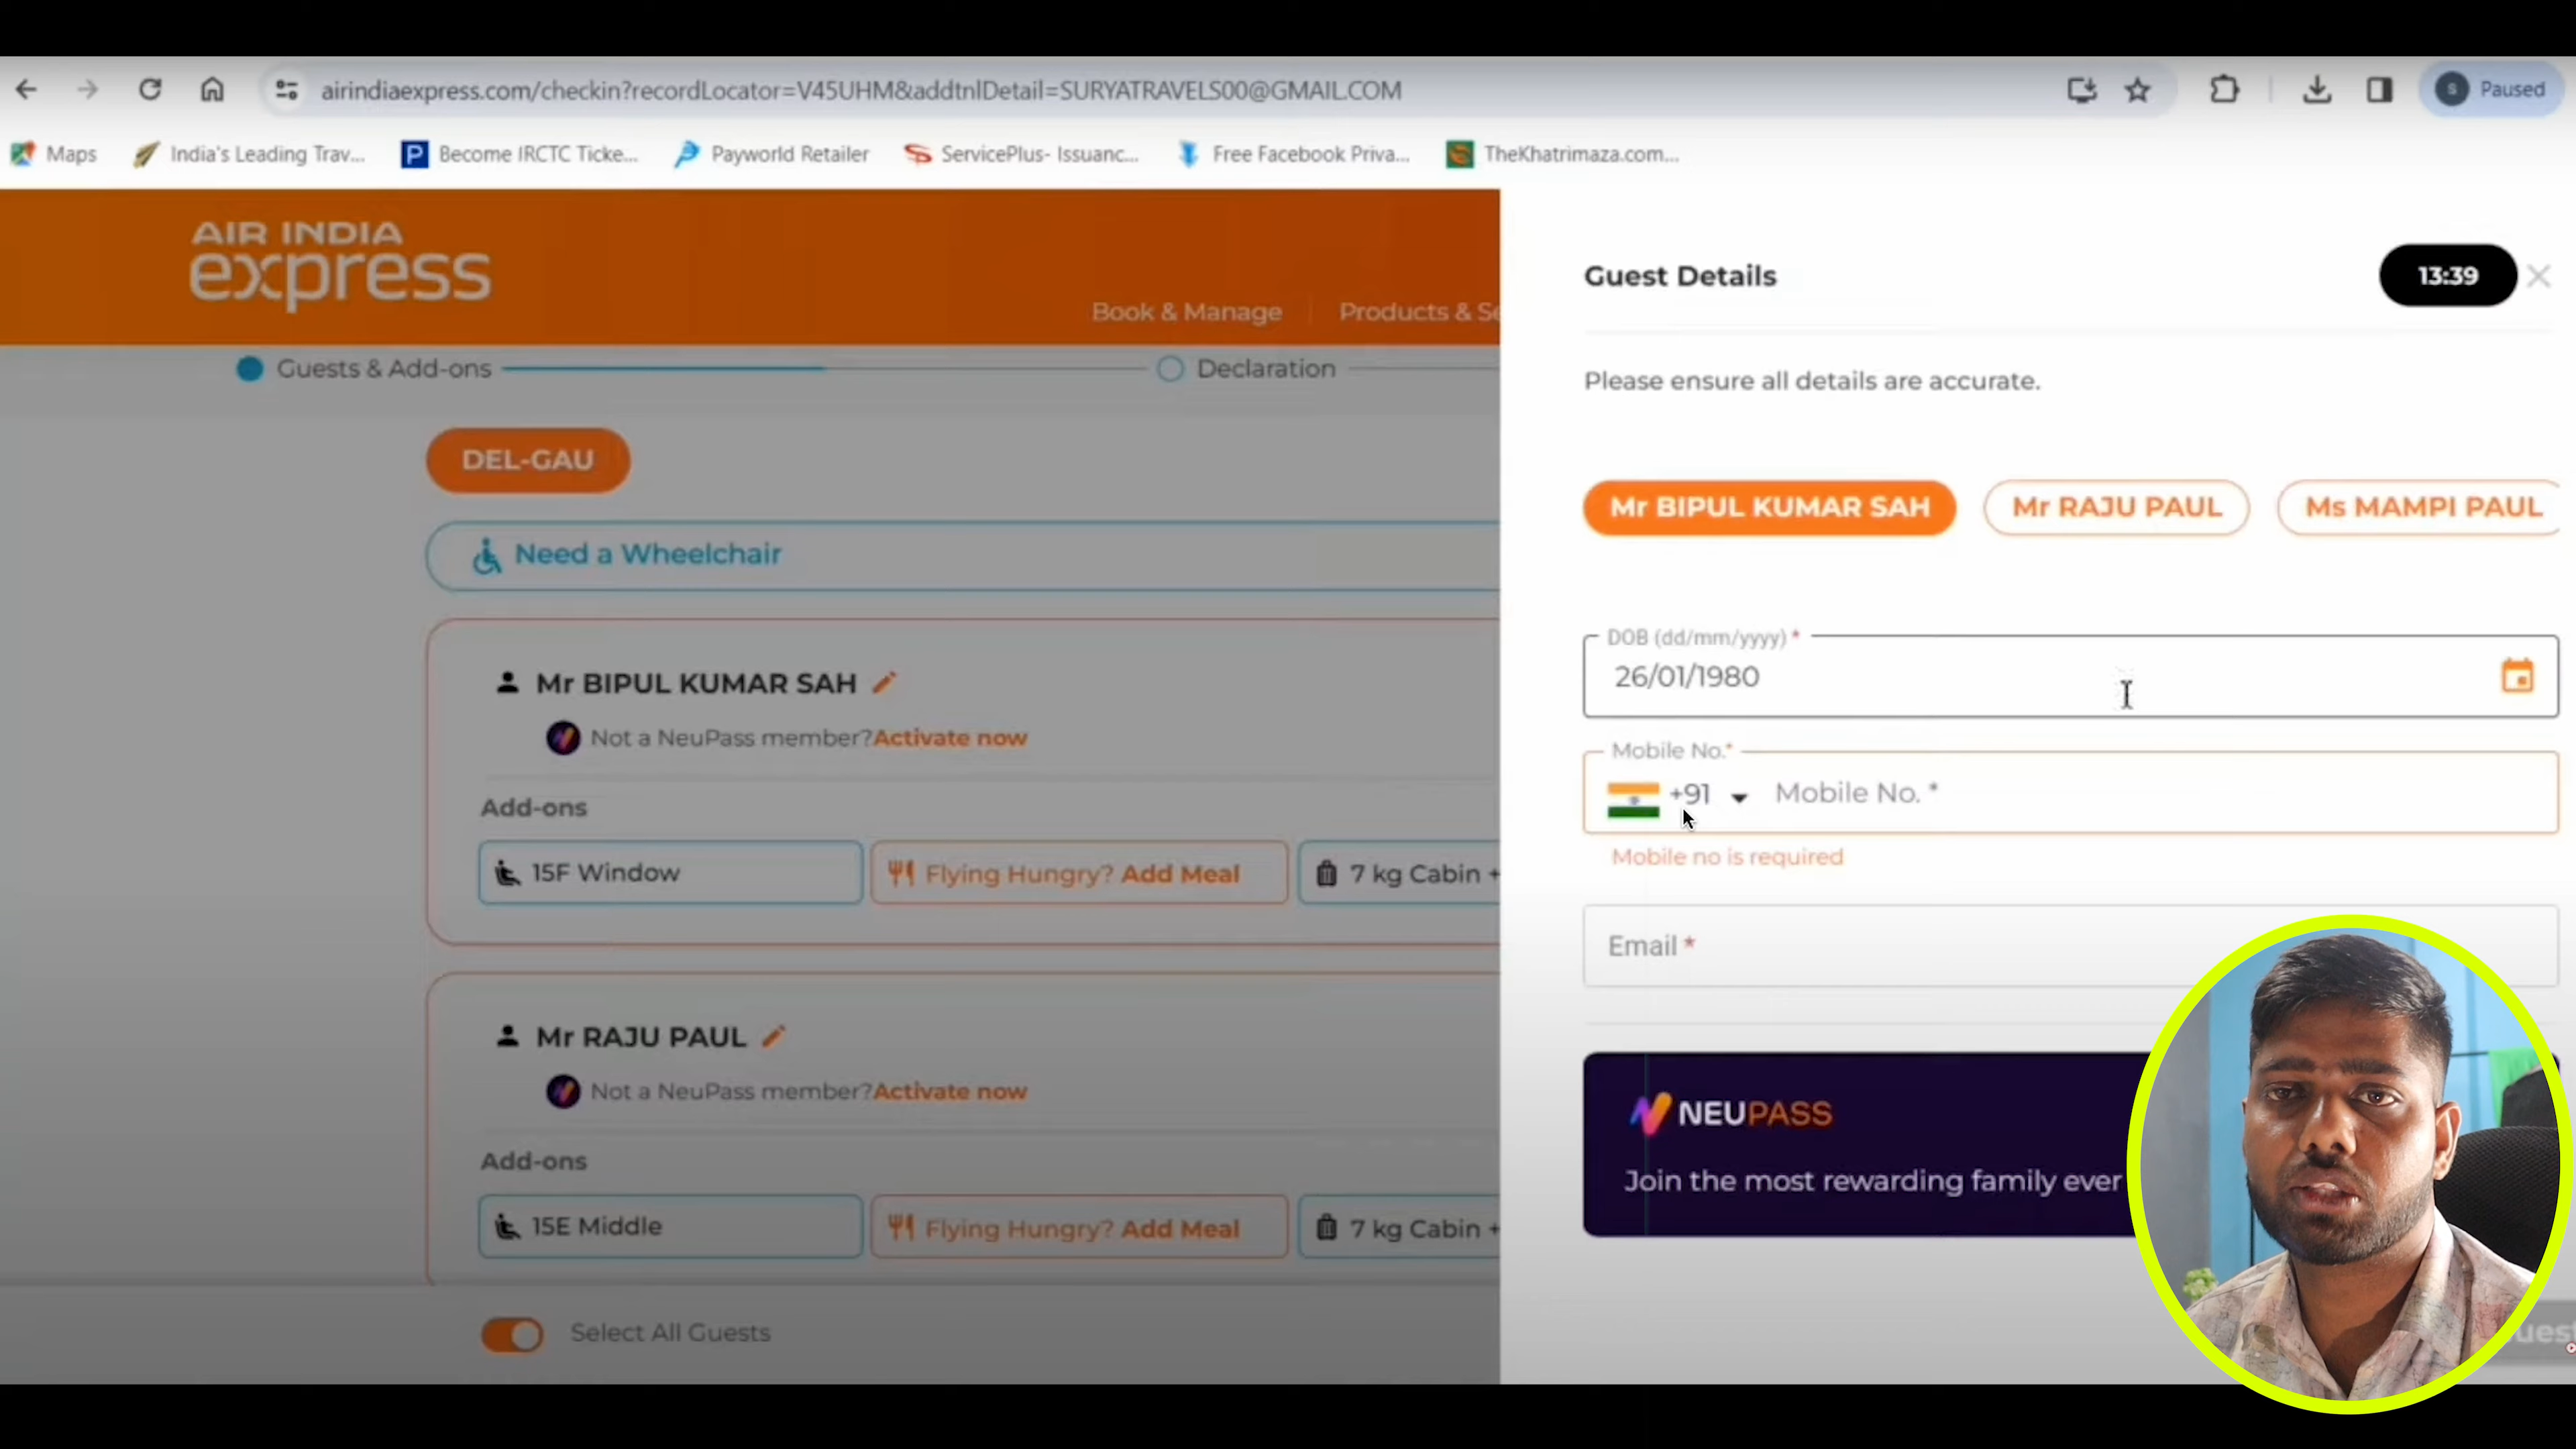 airindiaexpress.com/checkin?recordLocator=V45UHM&addtnlDetail=SURYATRAVELS00@GMAIL.COM
S Paused
Maps India's Leading Trav... Become IRCTC Ticke... Payworld Retailer ServicePlus- Issuanc... Free Facebook Priva... TheKhatrimaza.com...
AIR INDIA
express
Book & Manage Products & Se
Guests & Add-ons Declaration
DEL-GAU
Need a Wheelchair
Mr BIPUL KUMAR SAH
Not a NeuPass member?Activate now
Add-ons
15F Window Flying Hungry? Add Meal 7 kg Cabin +
Mr RAJU PAUL
Not a NeuPass member?Activate now
Add-ons
15E Middle Flying Hungry? Add Meal 7 kg Cabin +
Select All Guests
Guest Details 13:39
Please ensure all details are accurate.
Mr BIPUL KUMAR SAH Mr RAJU PAUL Ms MAMPI PAUL
DOB (dd/mm/yyyy) *
26/01/1980
Mobile No.*
+91 Mobile No. *
Mobile no is required
Email *
NEUPASS
Join the most rewarding family ever